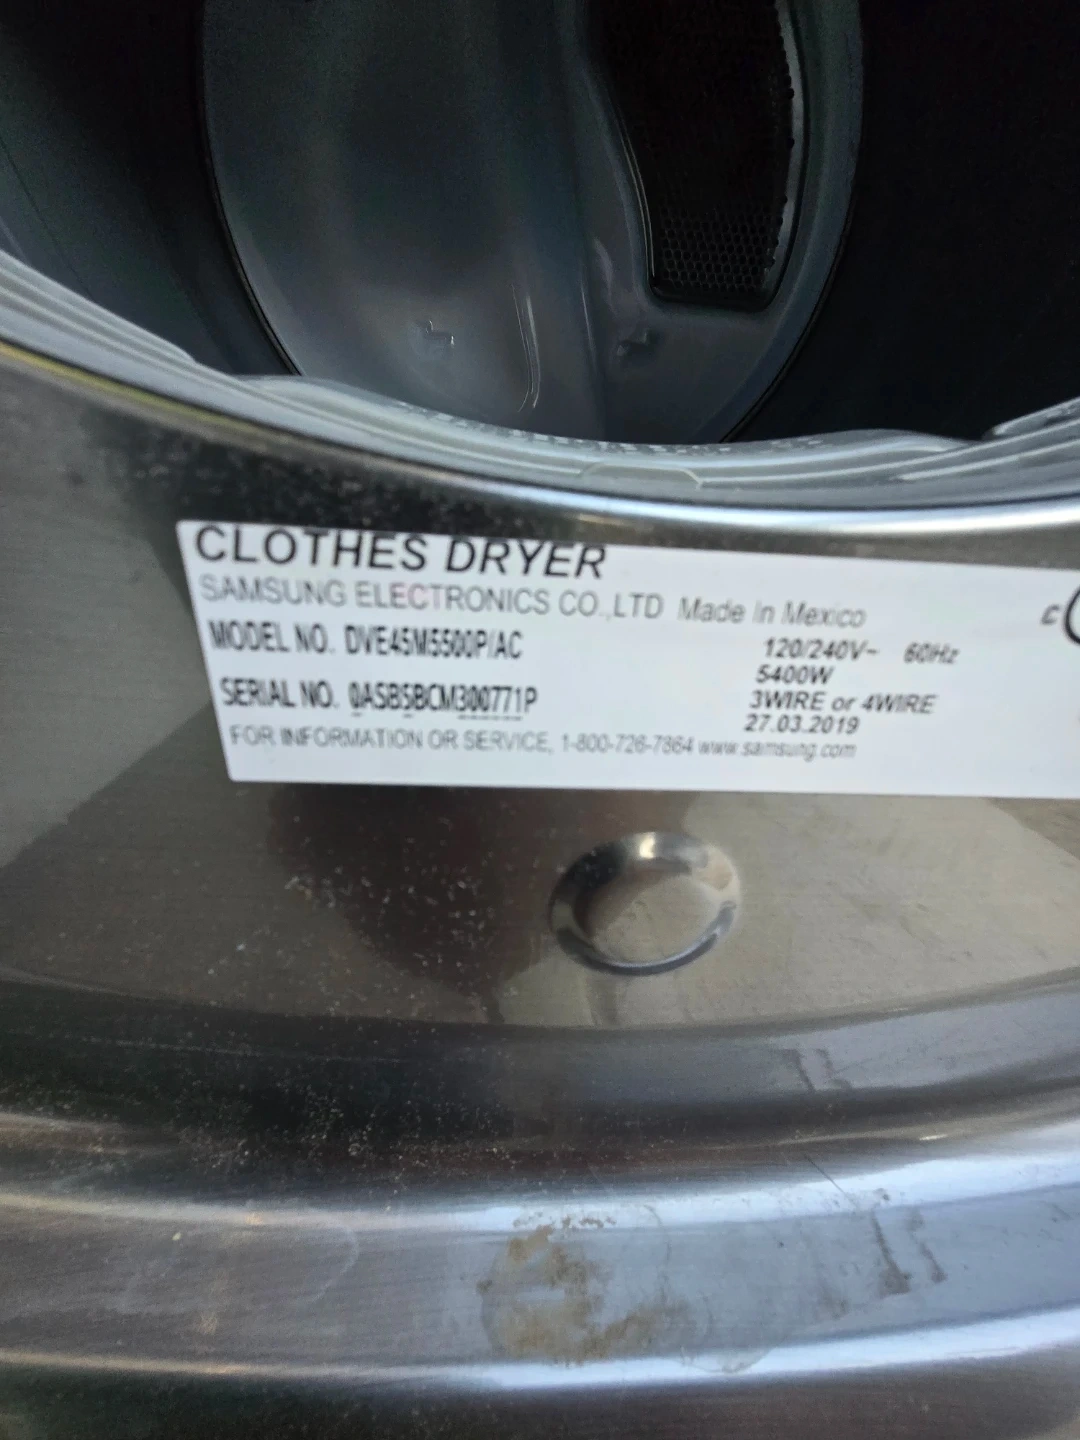 CLOTHES DRYER
SAMSUNG ELECTRONICS CO.,LTD Made in Mexico
MODEL NO. DVE45M5500P/AC
120/240V~ 60Hz
5400W
SERIAL NO. 0ASB5BCM300771P
3WIRE or 4WIRE
27.03.2019
FOR INFORMATION OR SERVICE, 1-800-726-7864 www.samsung.com
c